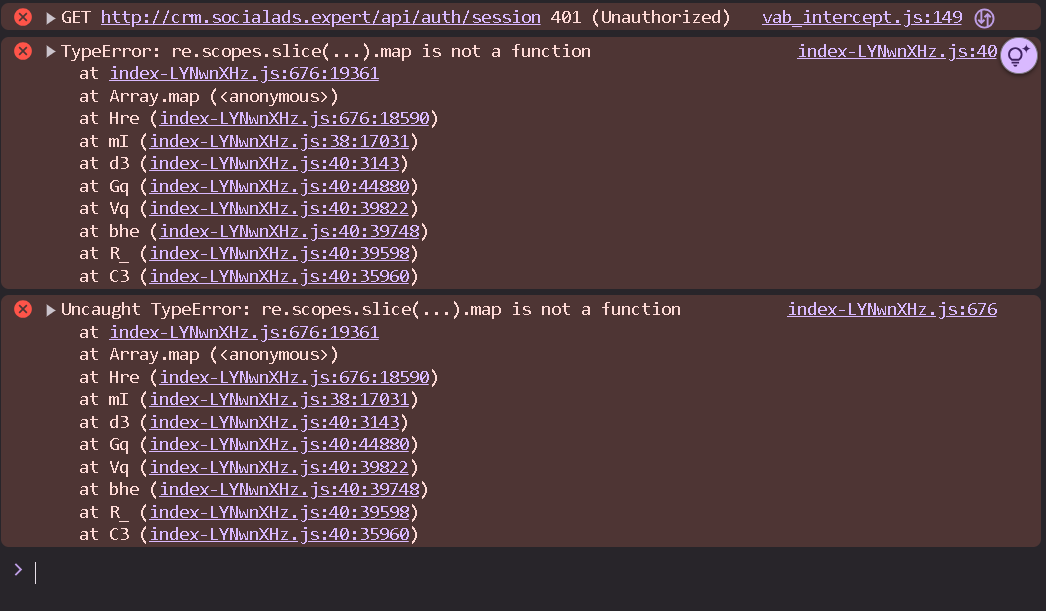 GET http://crm.socialads.expert/api/auth/session 401 (Unauthorized) vab_intercept.js:149
TypeError: re.scopes.slice(...).map is not a function index-LYNwnXHz.js:40
at index-LYNwnXHz.js:676:19361
at Array.map (<anonymous>)
at Hre (index-LYNwnXHz.js:676:18590)
at mI (index-LYNwnXHz.js:38:17031)
at d3 (index-LYNwnXHz.js:40:3143)
at Gq (index-LYNwnXHz.js:40:44880)
at Vq (index-LYNwnXHz.js:40:39822)
at bhe (index-LYNwnXHz.js:40:39748)
at R_ (index-LYNwnXHz.js:40:39598)
at C3 (index-LYNwnXHz.js:40:35960)
Uncaught TypeError: re.scopes.slice(...).map is not a function index-LYNwnXHz.js:676
at index-LYNwnXHz.js:676:19361
at Array.map (<anonymous>)
at Hre (index-LYNwnXHz.js:676:18590)
at mI (index-LYNwnXHz.js:38:17031)
at d3 (index-LYNwnXHz.js:40:3143)
at Gq (index-LYNwnXHz.js:40:44880)
at Vq (index-LYNwnXHz.js:40:39822)
at bhe (index-LYNwnXHz.js:40:39748)
at R_ (index-LYNwnXHz.js:40:39598)
at C3 (index-LYNwnXHz.js:40:35960)